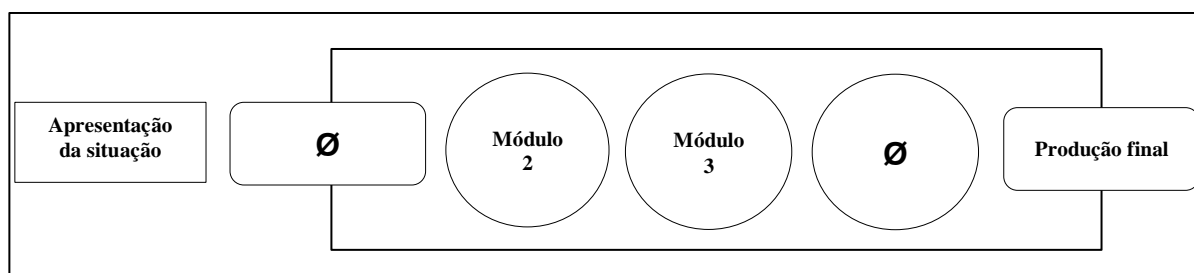 Apresentação
da situação
Ø
Módulo
2
Módulo
3
Ø
Produção final